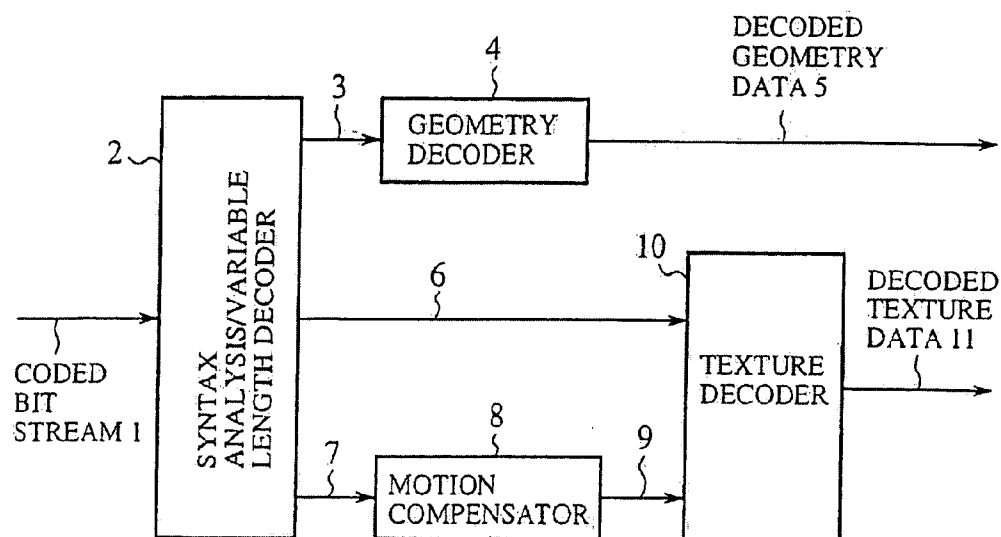 DECODED
GEOMETRY
DATA 5
4
3
GEOMETRY
DECODER
2
SYNTAX
ANALYSIS/VARIABLE
LENGTH DECODER
6
10
DECODED
TEXTURE
DATA 11
CODED
BIT
STREAM 1
TEXTURE
DECODER
7
8
9
MOTION
COMPENSATOR